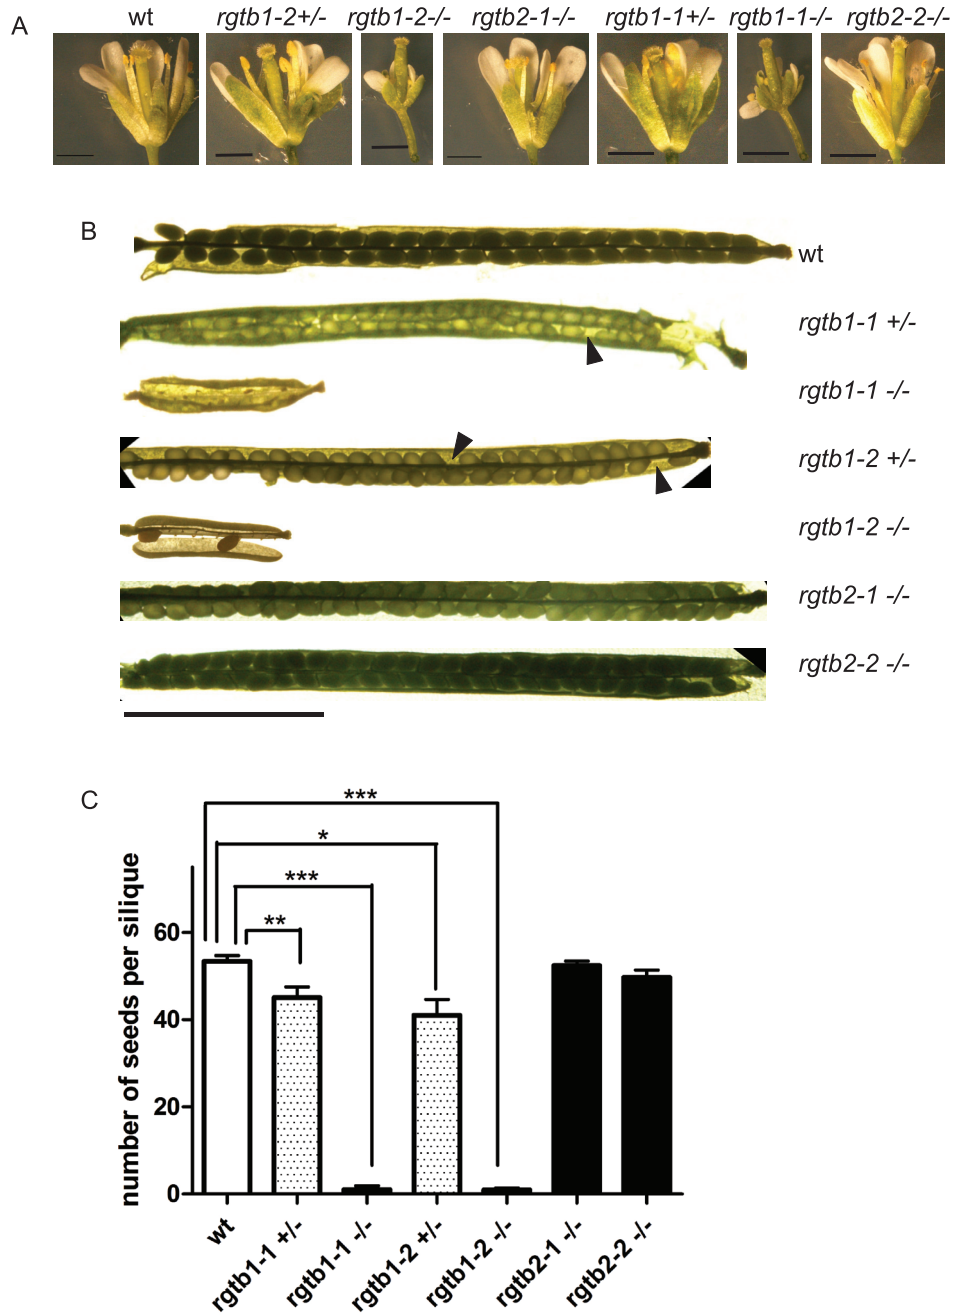 A
wt
rgtb1-2+/-
rgtb1-2-/-
rgtb2-1-/-
rgtb1-1+/-
rgtb1-1-/-
rgtb2-2-/-
B
wt
rgtb1-1 +/-
rgtb1-1 -/-
rgtb1-2 +/-
rgtb1-2 -/-
rgtb2-1 -/-
rgtb2-2 -/-
C
***
*
***
**
number of seeds per silique
60
40
20
0
wt
rgtb1-1 +/-
rgtb1-1 -/-
rgtb1-2 +/-
rgtb1-2 -/-
rgtb2-1 -/-
rgtb2-2 -/-